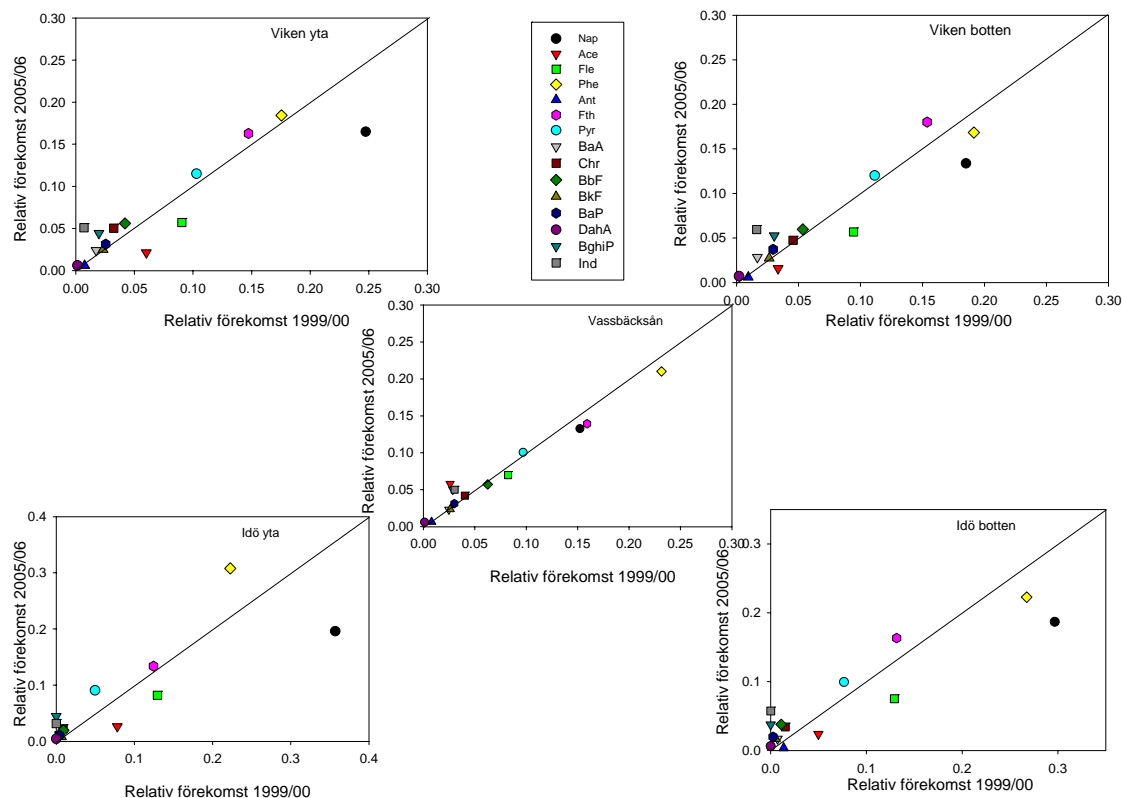 Viken yta
Relativ förekomst 2005/06
0.30
0.25
0.20
0.15
0.10
0.05
0.00
0.00 0.05 0.10 0.15 0.20 0.25 0.30
Relativ förekomst 1999/00
Nap
Ace
Fle
Phe
Ant
Fth
Pyr
BaA
Chr
BbF
BkF
BaP
DahA
BghiP
Ind
Viken botten
Relativ förekomst 2005/06
0.30
0.25
0.20
0.15
0.10
0.05
0.00
0.00 0.05 0.10 0.15 0.20 0.25 0.30
Relativ förekomst 1999/00
Vassbäcksån
Relativ förekomst 2005/06
0.30
0.25
0.20
0.15
0.10
0.05
0.00
0.00 0.05 0.10 0.15 0.20 0.25 0.30
Relativ förekomst 1999/00
Idö yta
Relativ förekomst 2005/06
0.4
0.3
0.2
0.1
0.0
0.0 0.1 0.2 0.3 0.4
Relativ förekomst 1999/00
Idö botten
Relativ förekomst 2005/06
0.3
0.2
0.1
0.0
0.0 0.1 0.2 0.3
Relativ förekomst 1999/00